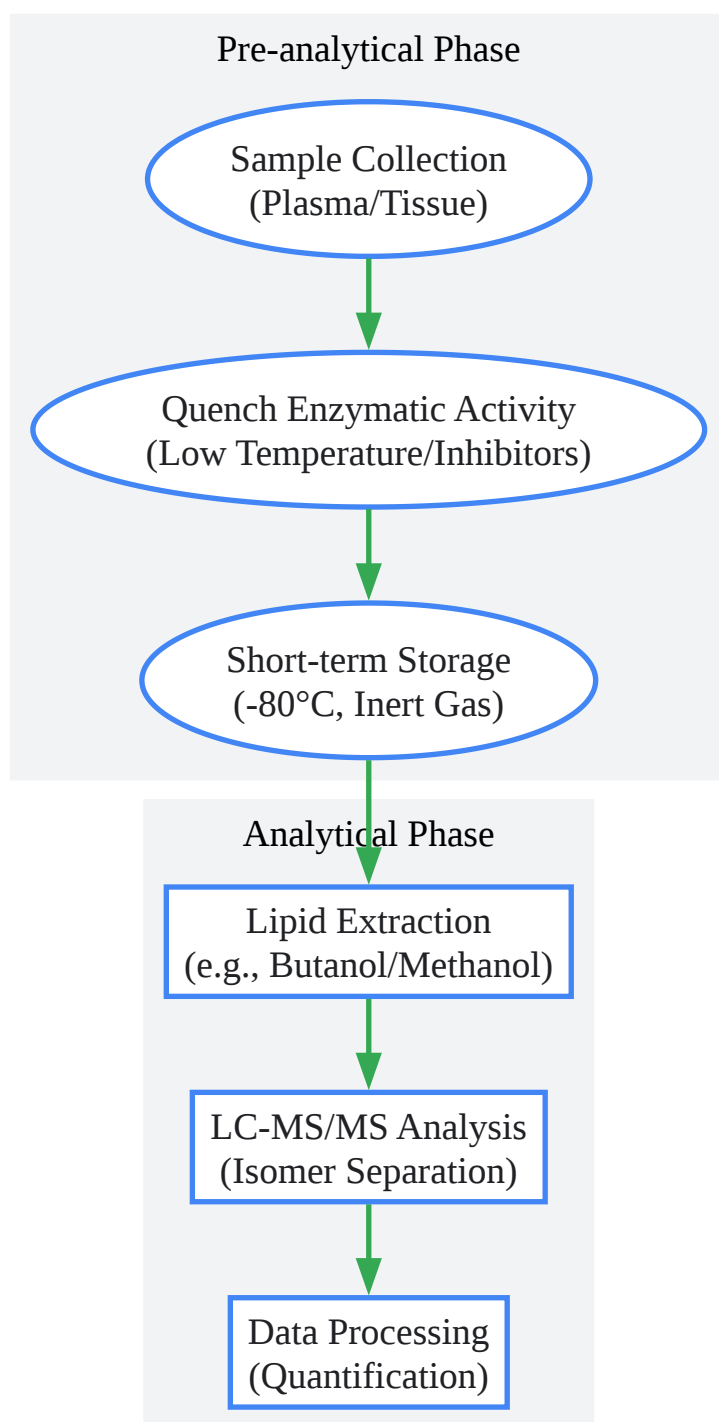 Pre-analytical Phase
Sample Collection
(Plasma/Tissue)
Quench Enzymatic Activity
(Low Temperature/Inhibitors)
Short-term Storage
(-80°C, Inert Gas)
Analytical Phase
Lipid Extraction
(e.g., Butanol/Methanol)
LC-MS/MS Analysis
(Isomer Separation)
Data Processing
(Quantification)